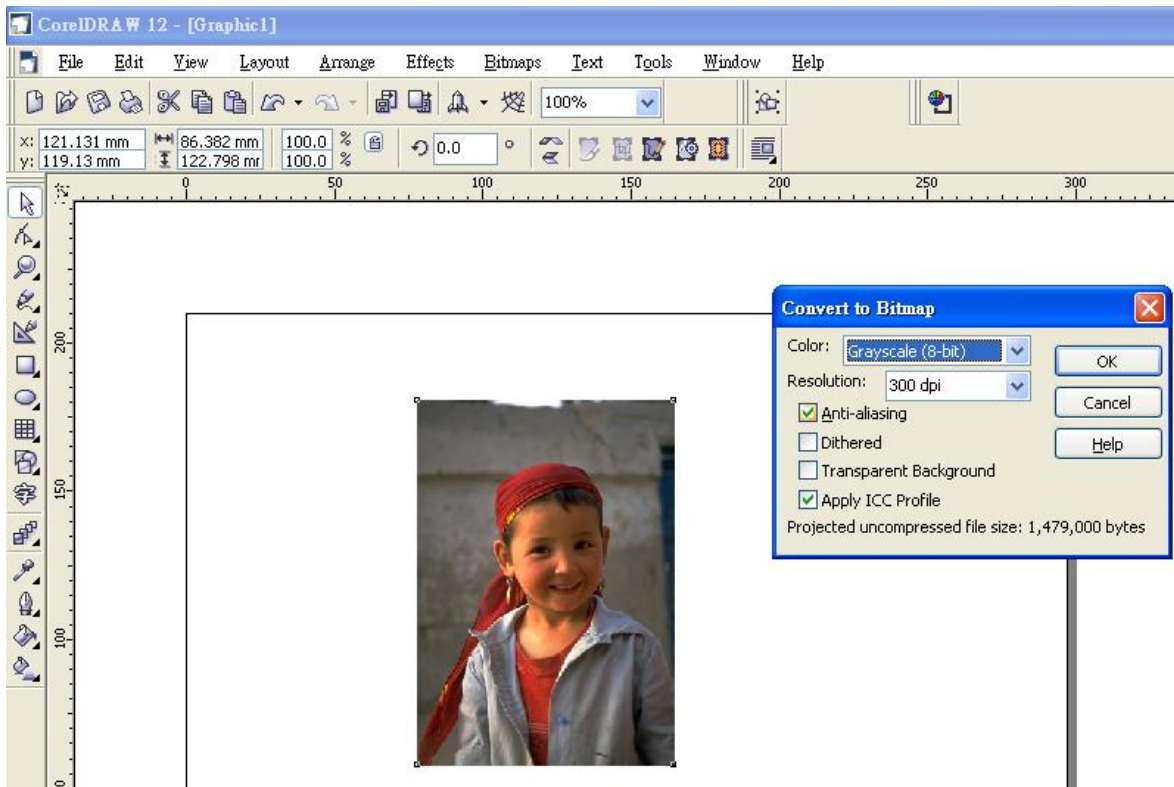 CorelDRAW 12 - [Graphic1]
File Edit View Layout Arrange Effects Bitmaps Text Tools Window Help
100%
x: 121.131 mm 86.382 mm 100.0 % 0.0 °
y: 119.13 mm 122.798 mr 100.0 %
0 50 100 150 200 250 300
200
150
100
字
Convert to Bitmap
Color: Grayscale (8-bit)
OK
Resolution: 300 dpi
Cancel
Anti-aliasing
Dithered
Help
Transparent Background
Apply ICC Profile
Projected uncompressed file size: 1,479,000 bytes